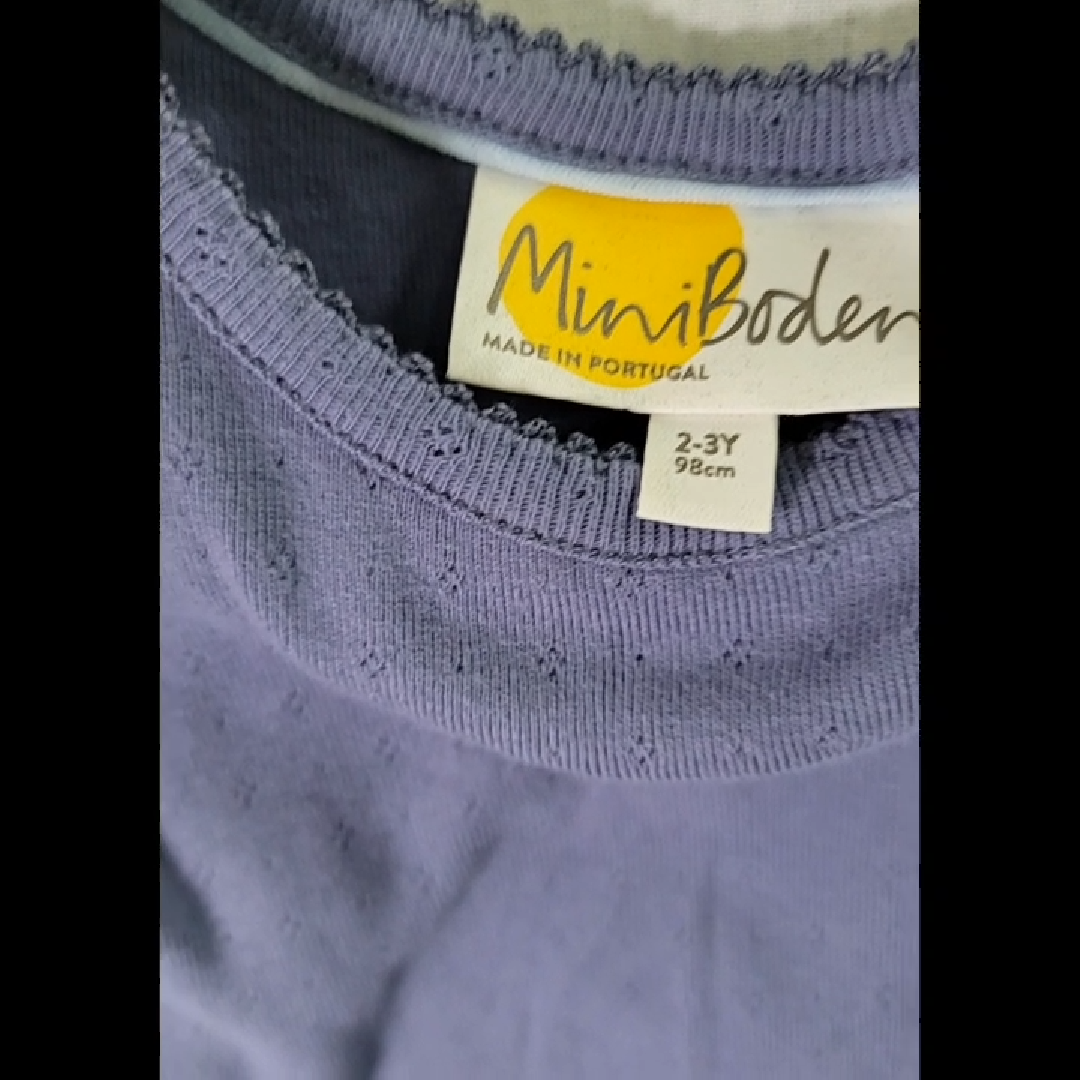 MiniBoden
MADE IN PORTUGAL
2-3Y
98cm